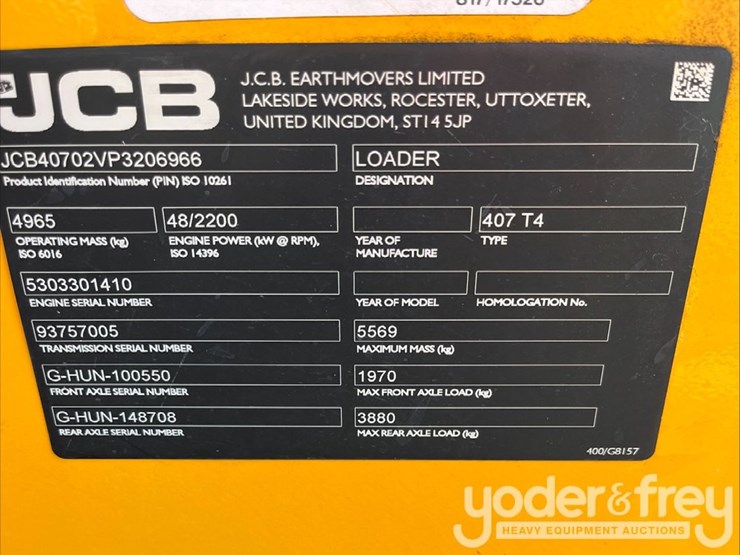 JCB
J.C.B. EARTHMOVERS LIMITED
LAKESIDE WORKS, ROCESTER, UTTOXETER,
UNITED KINGDOM, ST14 5JP
JCB40702VP3206966
Product Identification Number (PIN) ISO 10261
LOADER
DESIGNATION
4965
OPERATING MASS (kg)
ISO 6016
48/2200
ENGINE POWER (kW @ RPM),
ISO 14396
YEAR OF
MANUFACTURE
407 T4
TYPE
5303301410
ENGINE SERIAL NUMBER
YEAR OF MODEL
HOMOLOGATION No.
93757005
TRANSMISSION SERIAL NUMBER
5569
MAXIMUM MASS (kg)
G-HUN-100550
FRONT AXLE SERIAL NUMBER
1970
MAX FRONT AXLE LOAD (kg)
G-HUN-148708
REAR AXLE SERIAL NUMBER
3880
MAX REAR AXLE LOAD (kg)
400/G8157
yoder&frey
HEAVY EQUIPMENT AUCTIONS